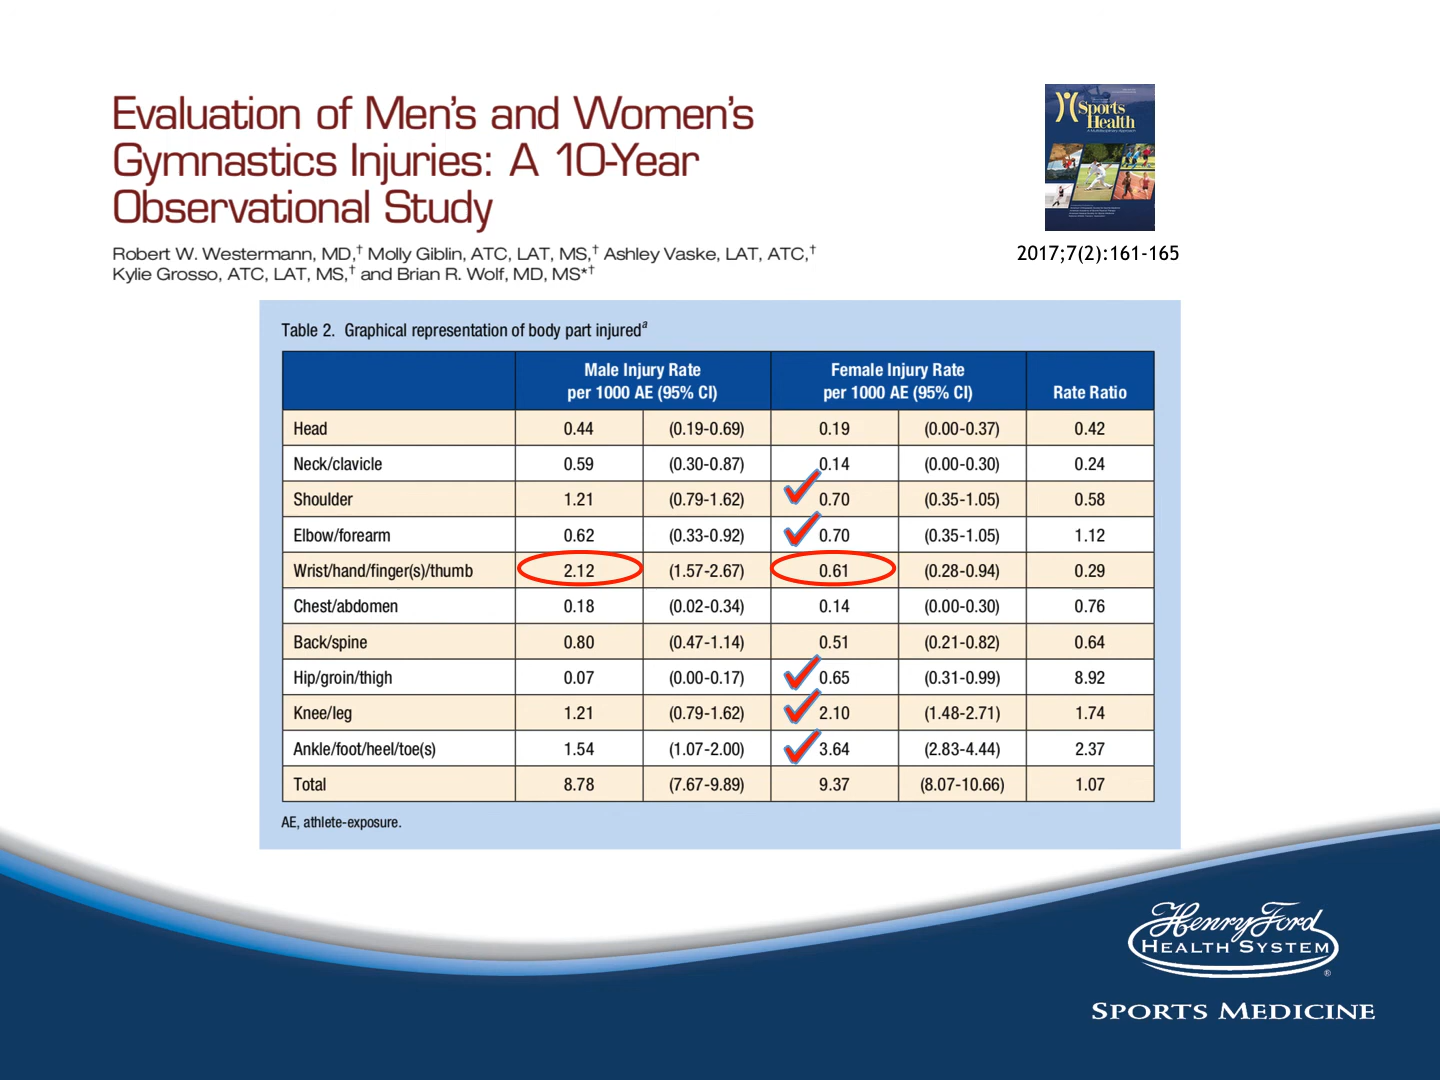 Evaluation of Men's and Women's
Gymnastics Injuries: A 10-Year
Observational Study
Robert W. Westermann, MD,† Molly Giblin, ATC, LAT, MS,† Ashley Vaske, LAT, ATC,†
Kylie Grosso, ATC, LAT, MS,† and Brian R. Wolf, MD, MS*†
Sports
Health
2017;7(2):161-165
Table 2. Graphical representation of body part injuredª
Male Injury Rate per 1000 AE (95% CI) Female Injury Rate per 1000 AE (95% CI) Rate Ratio
Head 0.44 (0.19-0.69) 0.19 (0.00-0.37) 0.42
Neck/clavicle 0.59 (0.30-0.87) 0.14 (0.00-0.30) 0.24
Shoulder 1.21 (0.79-1.62) 0.70 (0.35-1.05) 0.58
Elbow/forearm 0.62 (0.33-0.92) 0.70 (0.35-1.05) 1.12
Wrist/hand/finger(s)/thumb 2.12 (1.57-2.67) 0.61 (0.28-0.94) 0.29
Chest/abdomen 0.18 (0.02-0.34) 0.14 (0.00-0.30) 0.76
Back/spine 0.80 (0.47-1.14) 0.51 (0.21-0.82) 0.64
Hip/groin/thigh 0.07 (0.00-0.17) 0.65 (0.31-0.99) 8.92
Knee/leg 1.21 (0.79-1.62) 2.10 (1.48-2.71) 1.74
Ankle/foot/heel/toe(s) 1.54 (1.07-2.00) 3.64 (2.83-4.44) 2.37
Total 8.78 (7.67-9.89) 9.37 (8.07-10.66) 1.07
AE, athlete-exposure.
Henry Ford
HEALTH SYSTEM
®
SPORTS MEDICINE